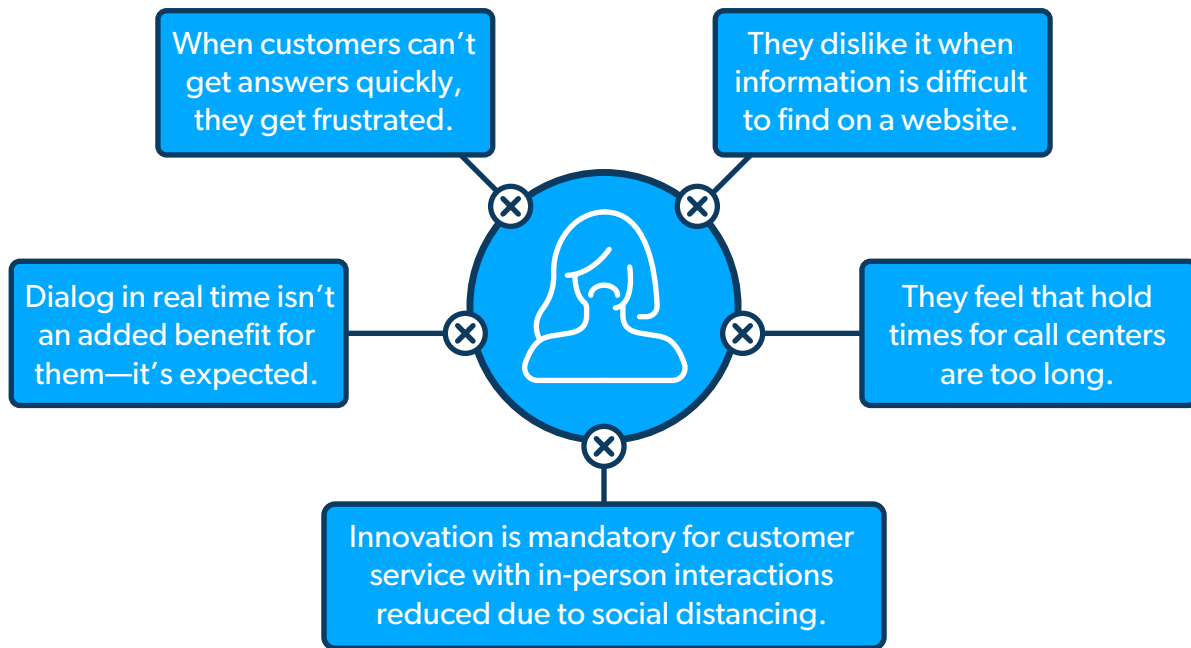 When customers can’t
get answers quickly,
they get frustrated.
They dislike it when
information is difficult
to find on a website.
Dialog in real time isn’t
an added benefit for
them—it’s expected.
They feel that hold
times for call centers
are too long.
Innovation is mandatory for customer
service with in-person interactions
reduced due to social distancing.